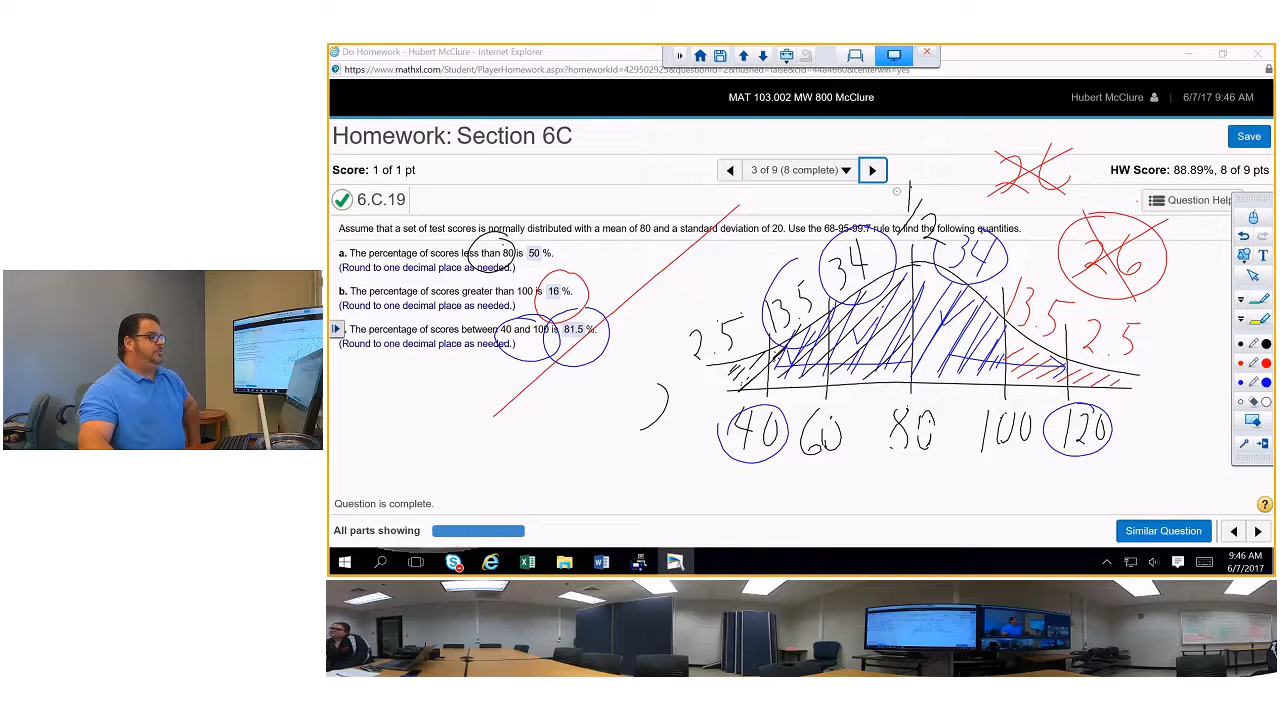 Do Homework - Hubert McClure - Internet Explorer
MAT 103.002 MW 800 McClure
Hubert McClure
6/7/17 9:46 AM
Homework: Section 6C
Save
Score: 1 of 1 pt
3 of 9 (8 complete)
HW Score: 88.89%, 8 of 9 pts
6.C.19
Question Help
Assume that a set of test scores is normally distributed with a mean of 80 and a standard deviation of 20. Use the 68-95-99.7 rule to find the following quantities.
a. The percentage of scores less than 80 is 50 %.
(Round to one decimal place as needed.)
b. The percentage of scores greater than 100 is 16 %.
(Round to one decimal place as needed.)
. The percentage of scores between 40 and 100 is 81.5 %.
(Round to one decimal place as needed.)
26
26
1/2
34
34
13.5
13.5
2.5
2.5
40 60 80 100 120
Question is complete.
All parts showing
Similar Question
9:46 AM
6/7/2017